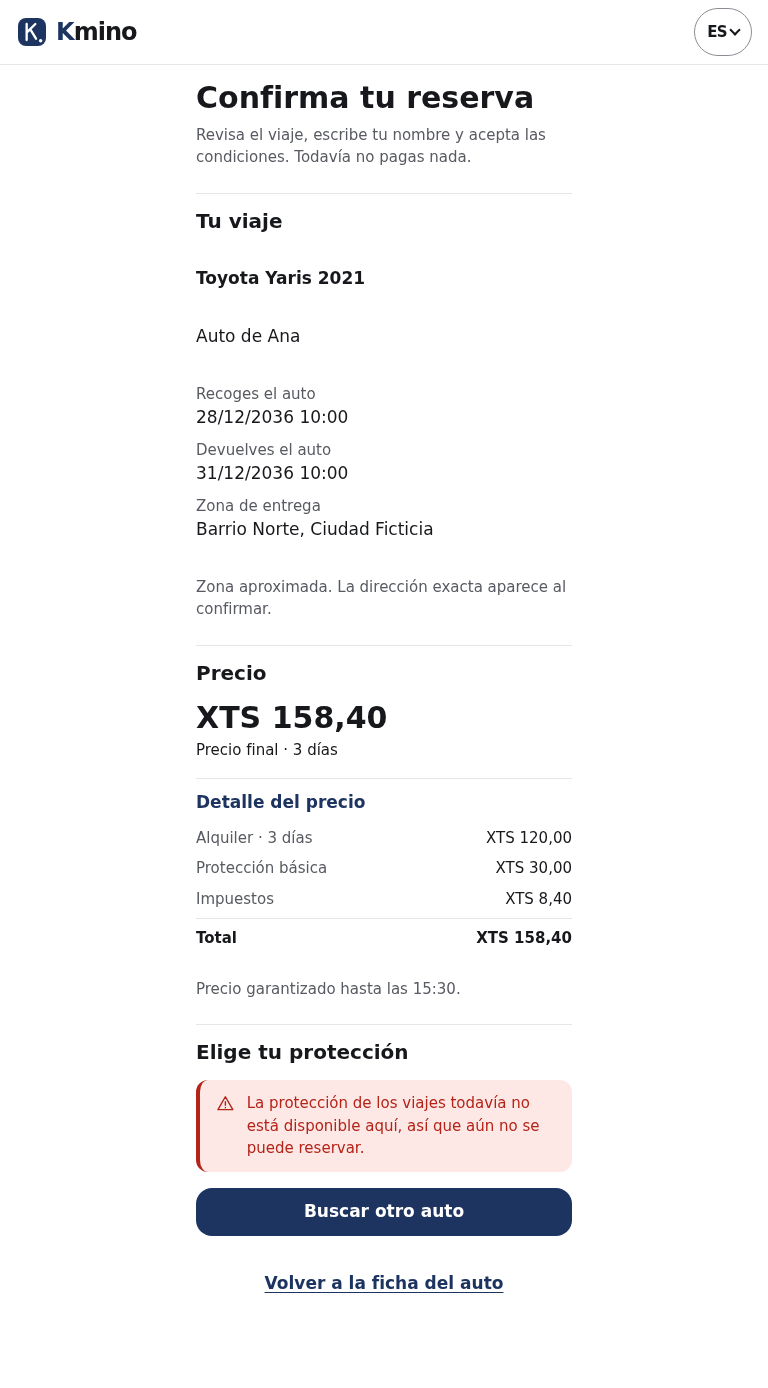 Kmino
ES
Confirma tu reserva
Revisa el viaje, escribe tu nombre y acepta las
condiciones. Todavía no pagas nada.
Tu viaje
Toyota Yaris 2021
Auto de Ana
Recoges el auto
28/12/2036 10:00
Devuelves el auto
31/12/2036 10:00
Zona de entrega
Barrio Norte, Ciudad Ficticia
Zona aproximada. La dirección exacta aparece al
confirmar.
Precio
XTS 158,40
Precio final · 3 días
Detalle del precio
Alquiler · 3 días XTS 120,00
Protección básica XTS 30,00
Impuestos XTS 8,40
Total XTS 158,40
Precio garantizado hasta las 15:30.
Elige tu protección
La protección de los viajes todavía no
está disponible aquí, así que aún no se
puede reservar.
Buscar otro auto
Volver a la ficha del auto